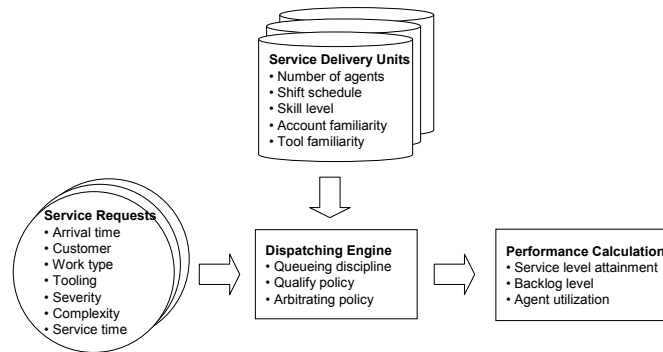 Service Delivery Units
• Number of agents
• Shift schedule
• Skill level
• Account familiarity
• Tool familiarity
Service Requests
• Arrival time
• Customer
• Work type
• Tooling
• Severity
• Complexity
• Service time
Dispatching Engine
• Queueing discipline
• Qualify policy
• Arbitrating policy
Performance Calculation
• Service level attainment
• Backlog level
• Agent utilization